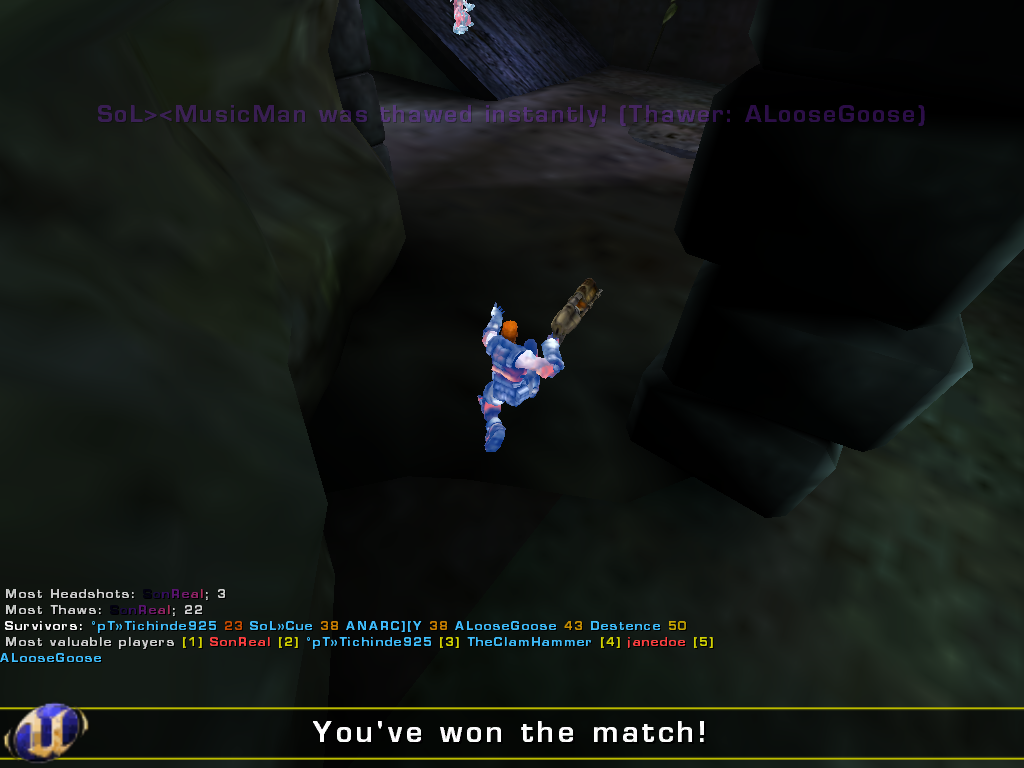 SoL><MusicMan was thawed instantly! (Thawer: ALooseGoose)
Most Headshots: SonReal; 3
Most Thaws: SonReal; 22
Survivors: °pT»Tichinde925 23 SoL»Cue 38 ANARC][Y 38 ALooseGoose 43 Destence 50
Most valuable players [1] SonReal [2] °pT»Tichinde925 [3] TheClamHammer [4] janedoe [5]
ALooseGoose
You've won the match!